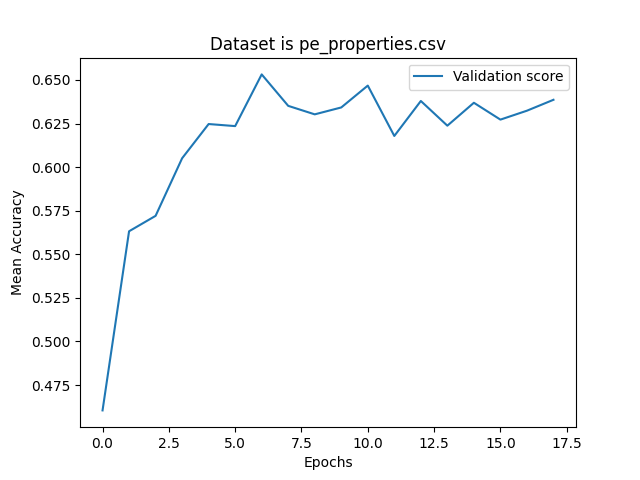 Dataset is pe_properties.csv
Validation score
0.650
0.625
0.600
0.575
0.550
0.525
0.500
0.475
Mean Accuracy
0.0 2.5 5.0 7.5 10.0 12.5 15.0 17.5
Epochs